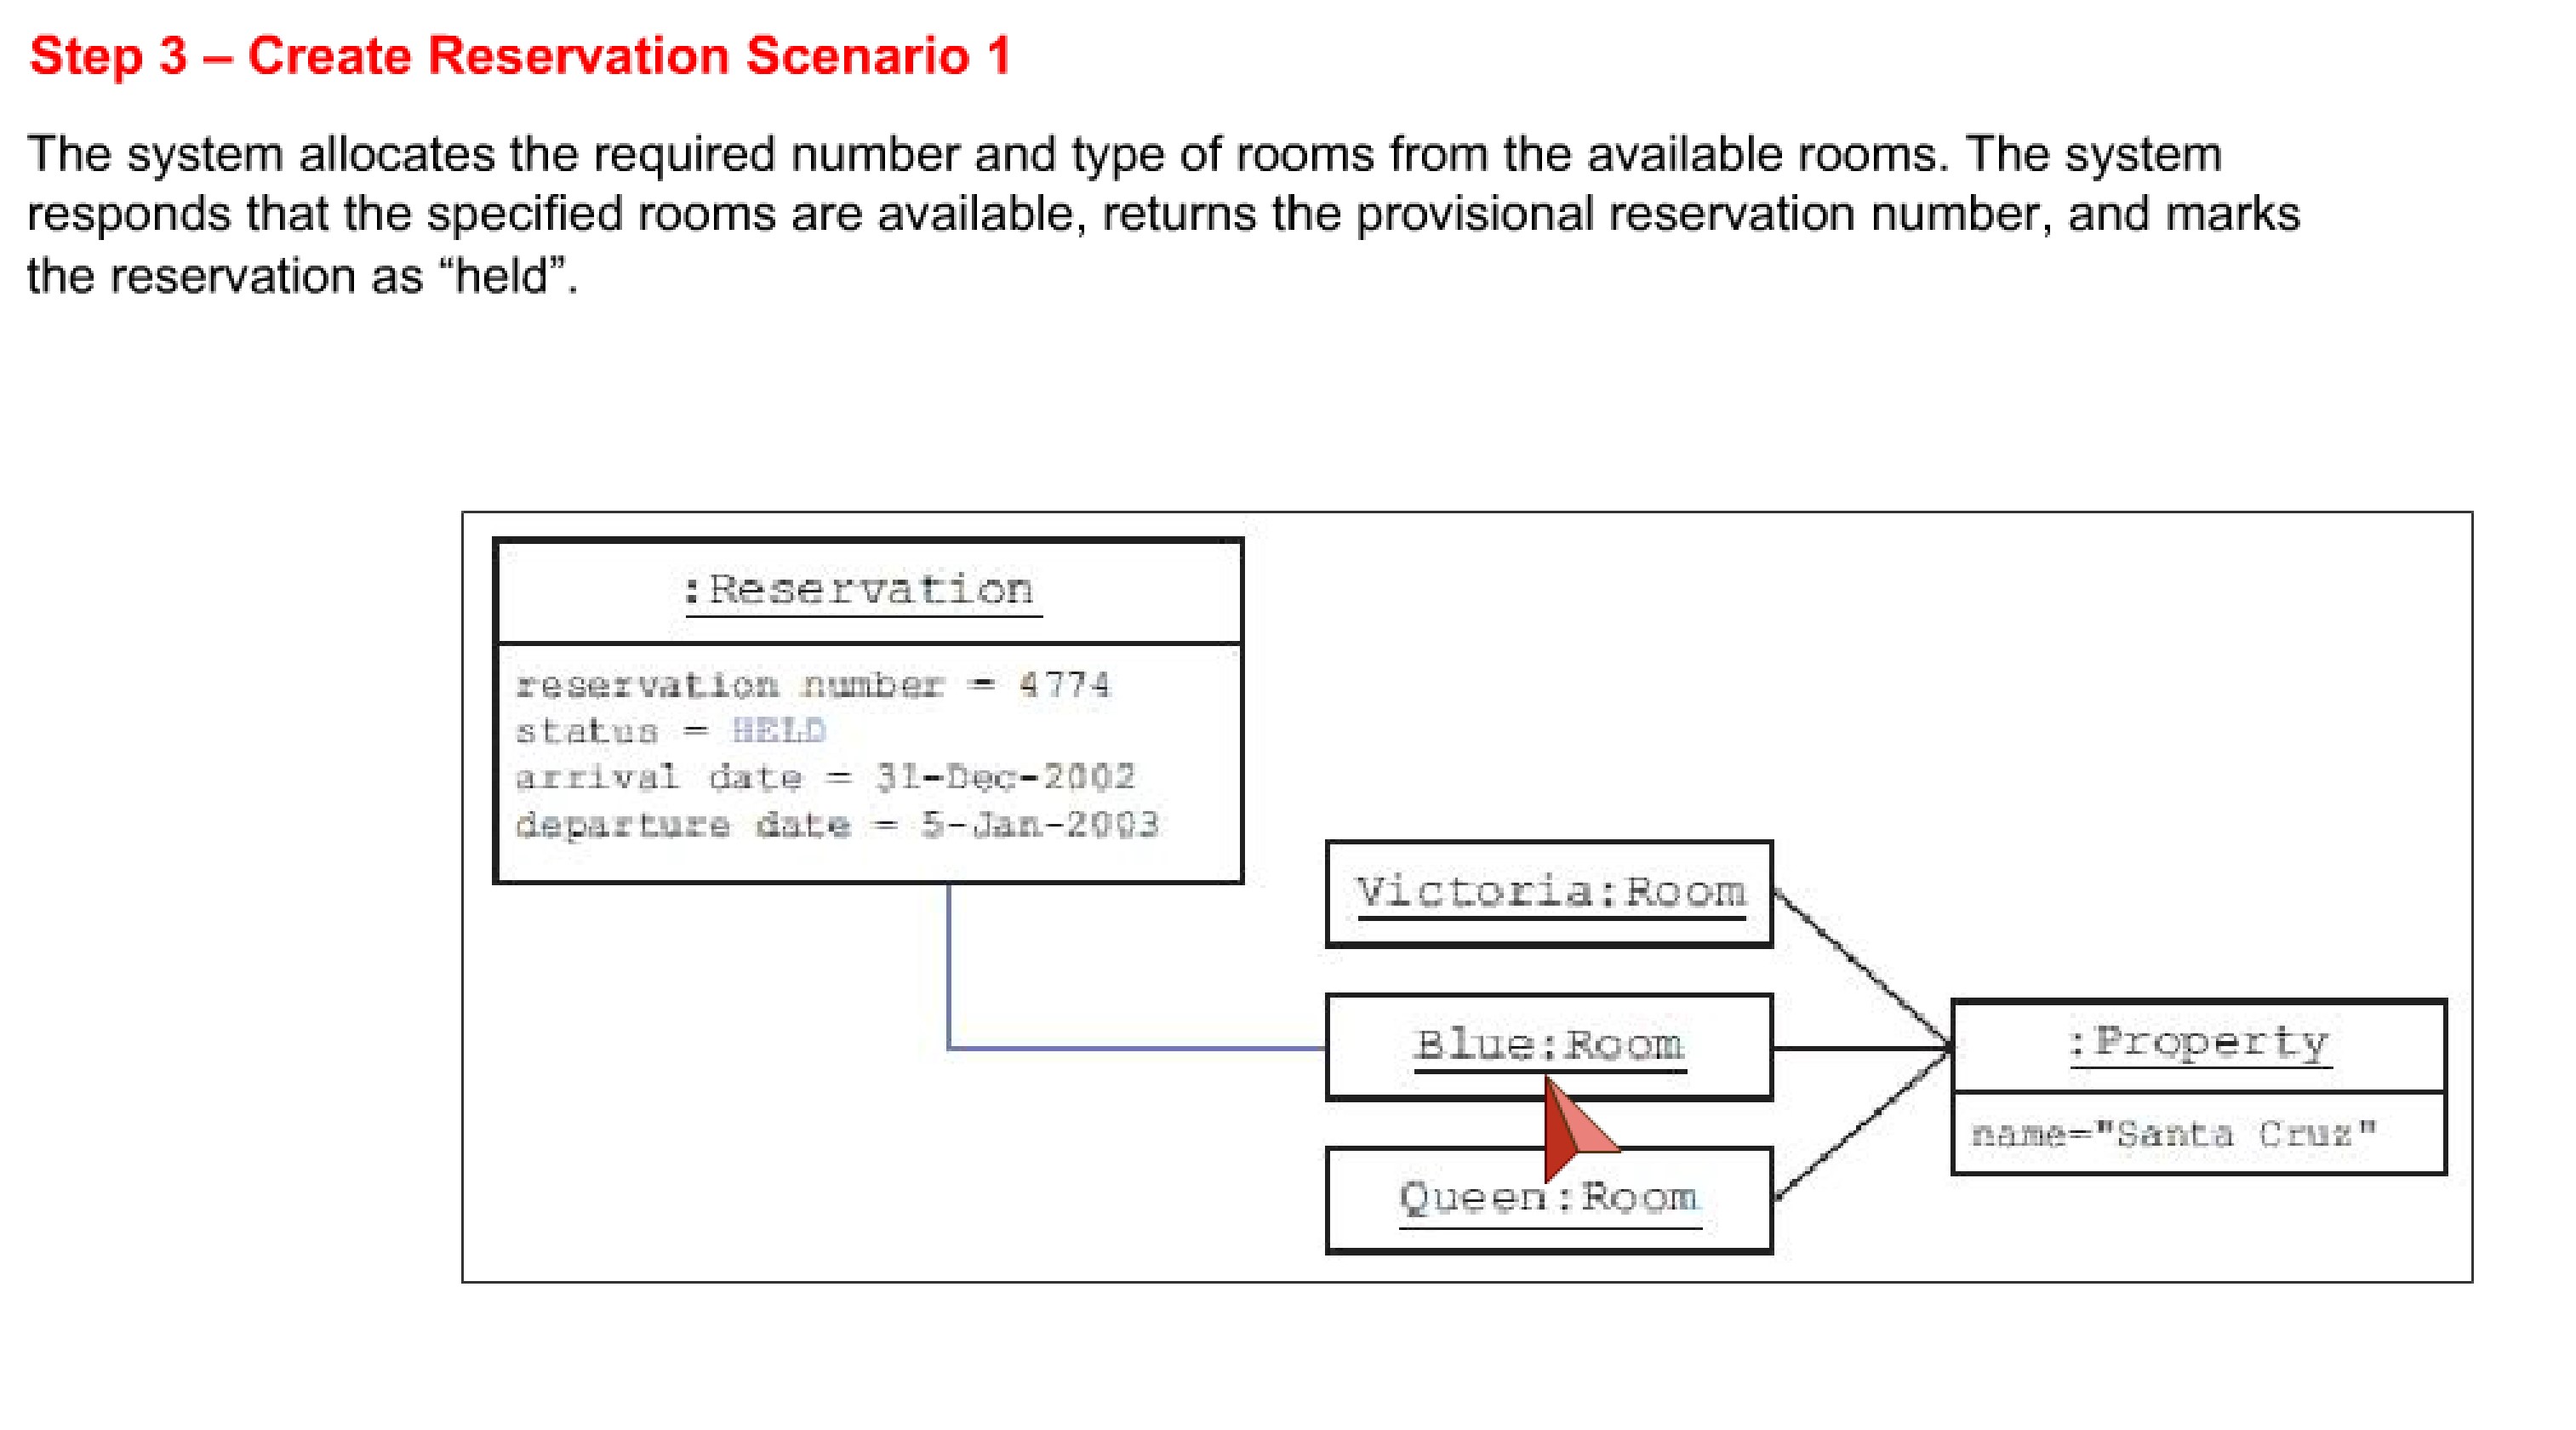 Step 3 – Create Reservation Scenario 1
The system allocates the required number and type of rooms from the available rooms. The system
responds that the specified rooms are available, returns the provisional reservation number, and marks
the reservation as “held”.
:Reservation
reservation number = 4774
status = HELD
arrival date = 31-Dec-2002
departure date = 5-Jan-2003
Victoria:Room
Blue:Room
Queen:Room
:Property
name="Santa Cruz"